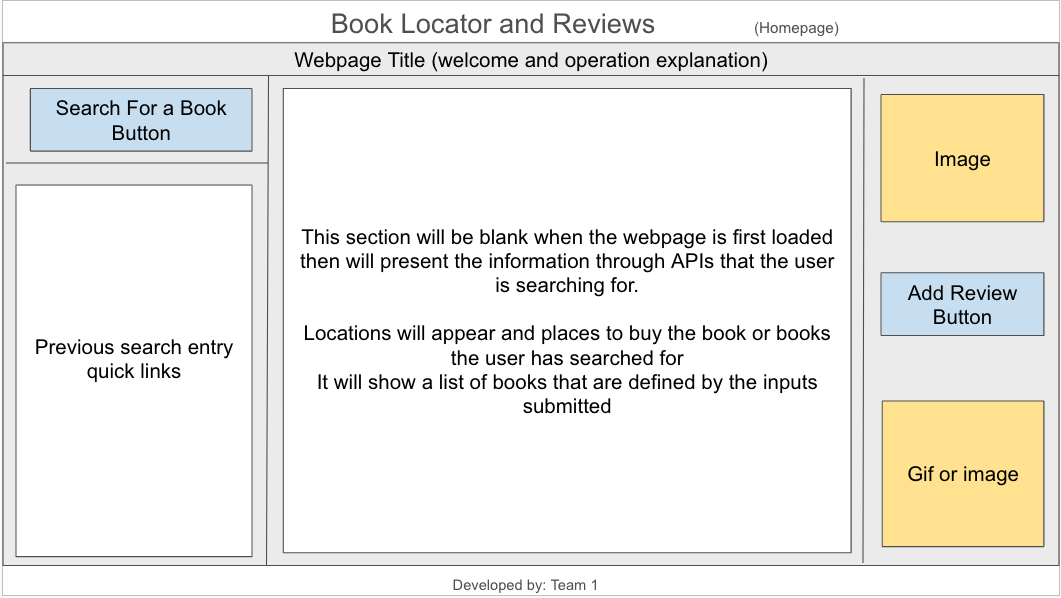 Book Locator and Reviews
(Homepage)
Webpage Title (welcome and operation explanation)
Search For a Book
Button
Previous search entry
quick links
This section will be blank when the webpage is first loaded
then will present the information through APIs that the user
is searching for.
Locations will appear and places to buy the book or books
the user has searched for
It will show a list of books that are defined by the inputs
submitted
Image
Add Review
Button
Gif or image
Developed by: Team 1